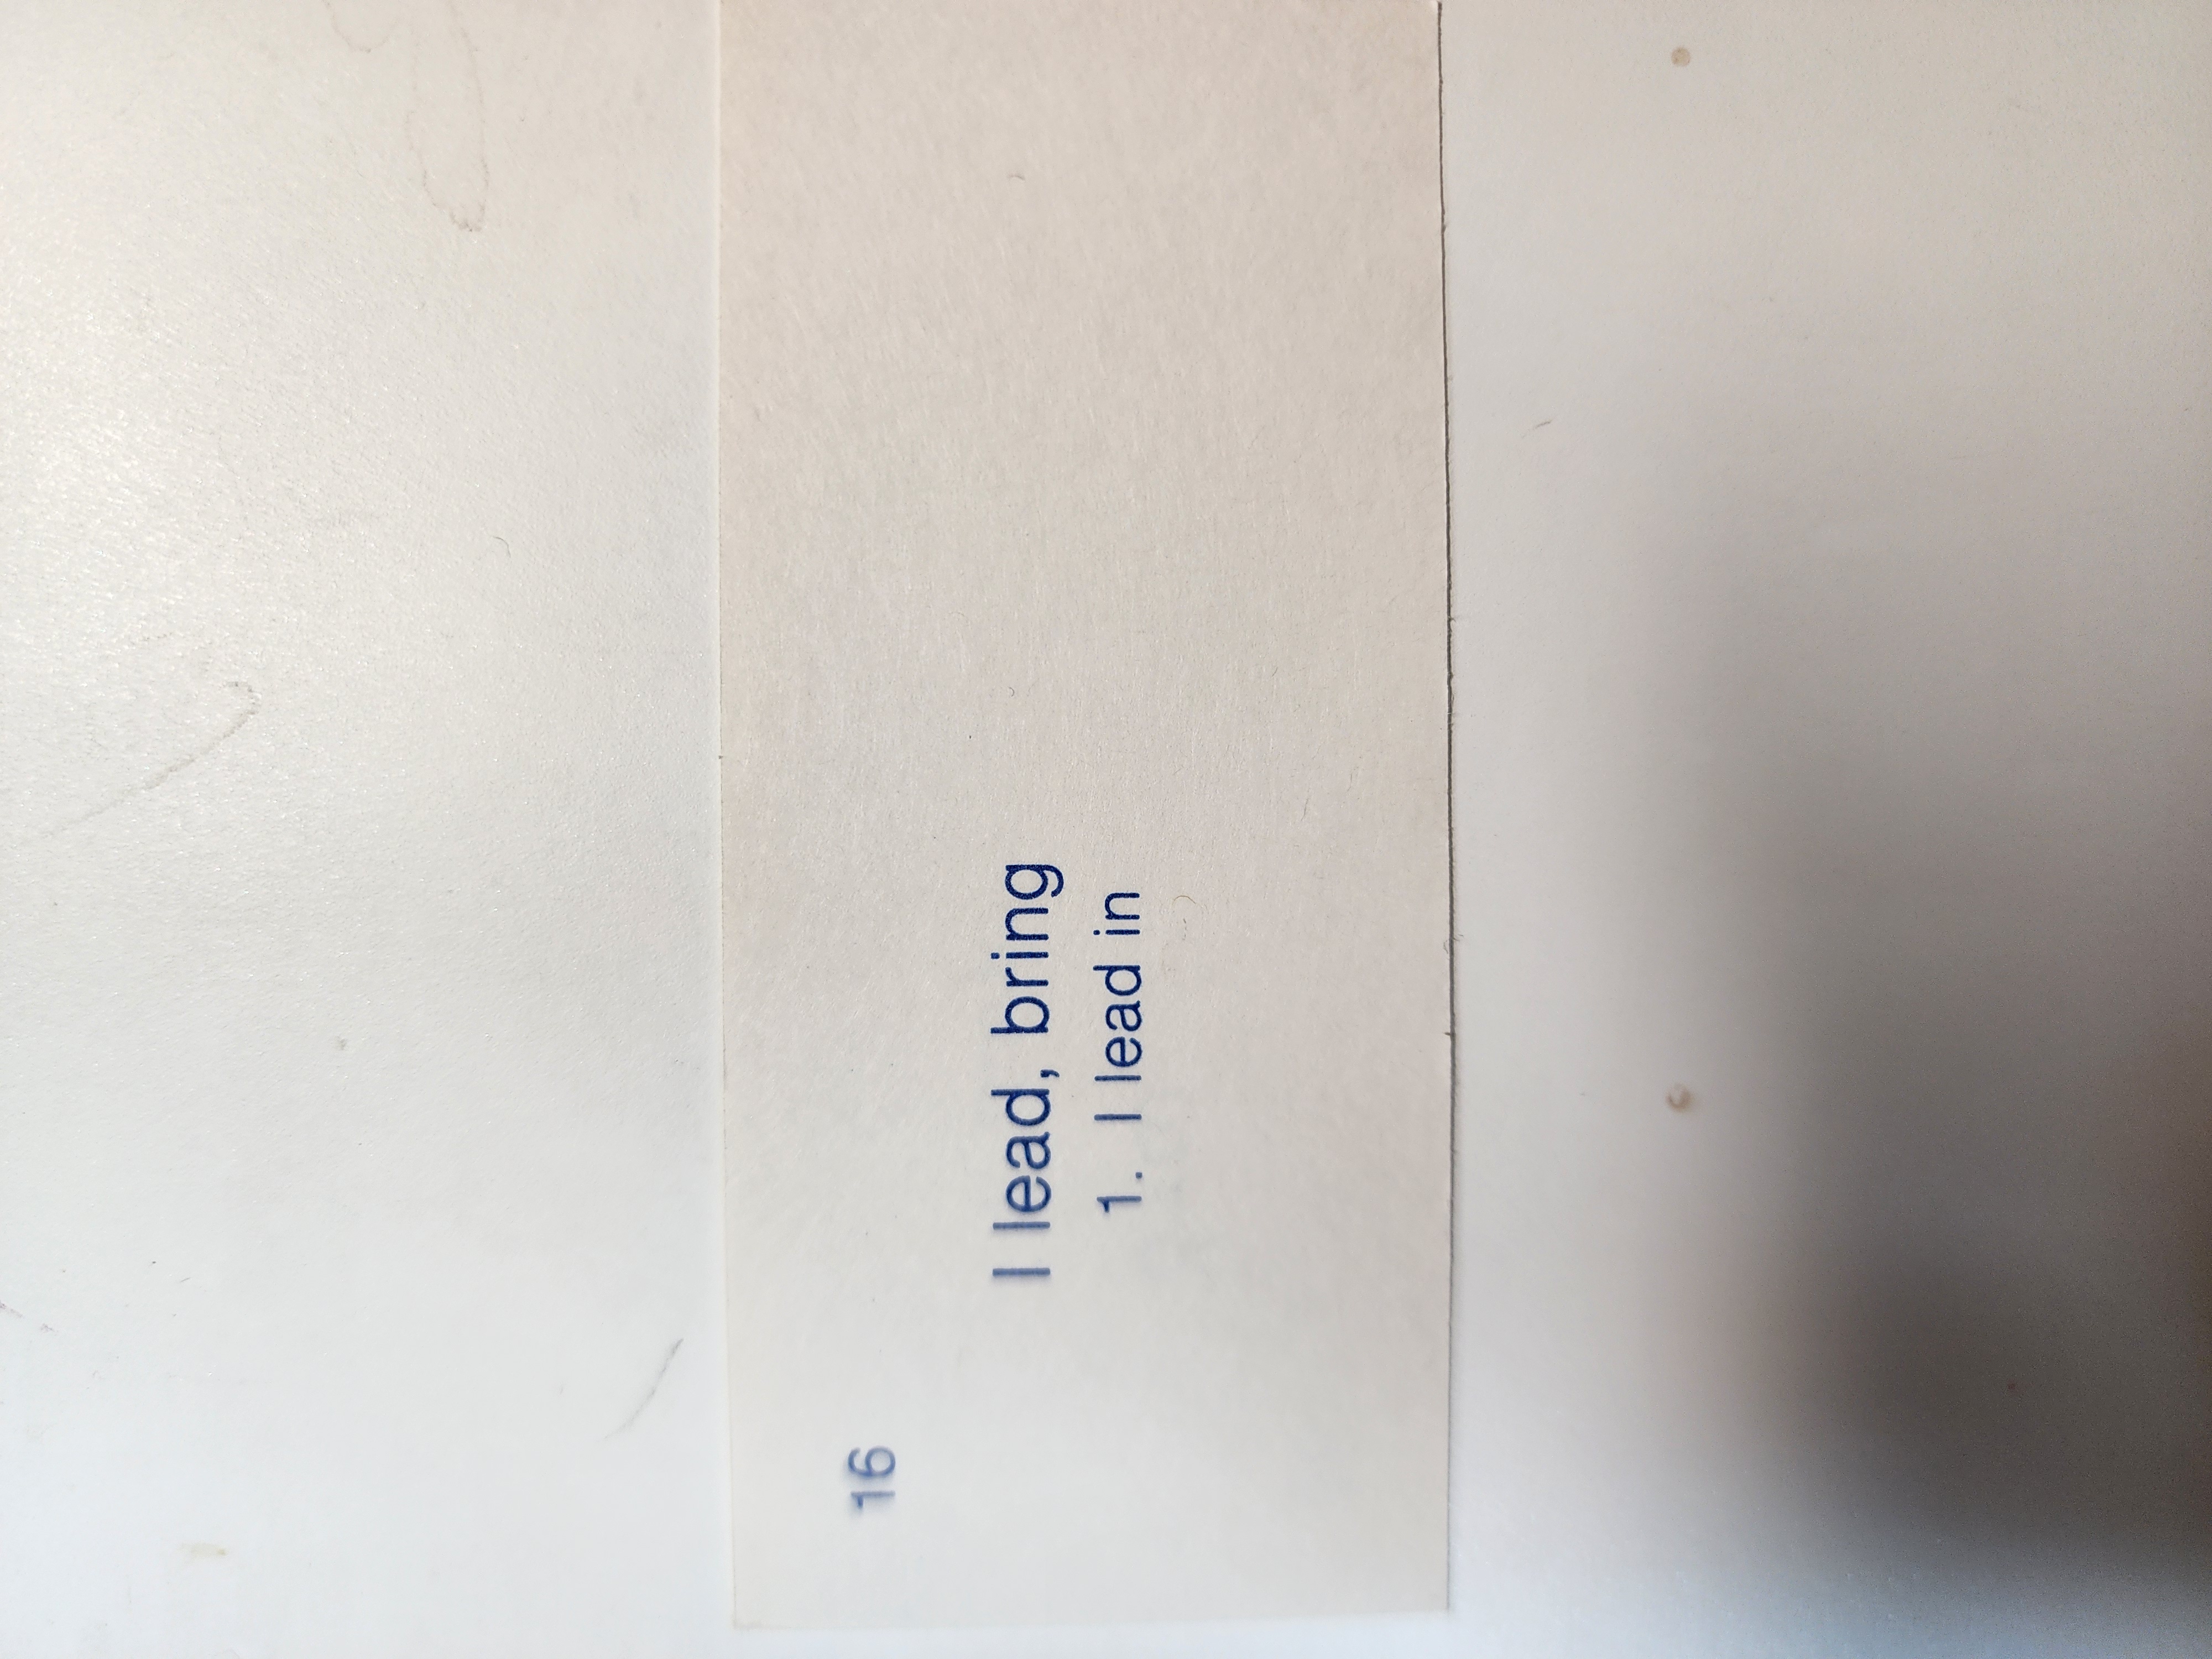 16
I lead, bring
1. I lead in